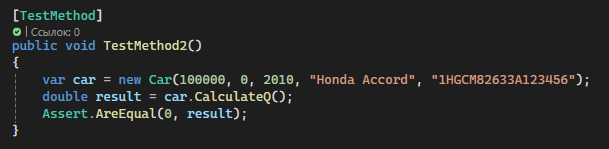 [TestMethod]
| Ссылок: 0
public void TestMethod2()
{
var car = new Car(100000, 0, 2010, "Honda Accord", "1HGCM82633A123456");
double result = car.CalculateQ();
Assert.AreEqual(0, result);
}